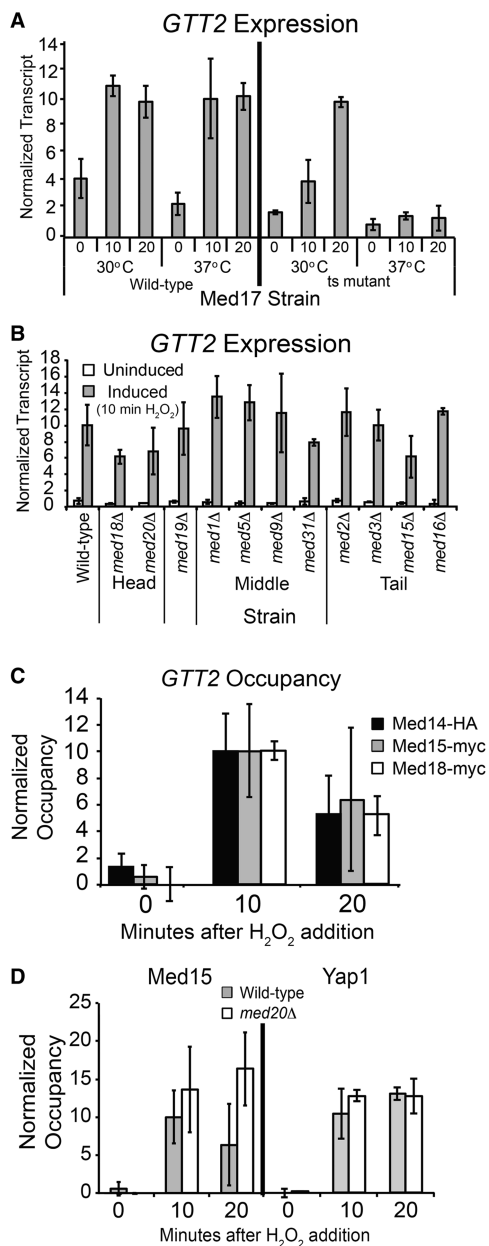 A
GTT2 Expression
Normalized Transcript
14
12
10
8
6
4
2
0
0 10 20 0 10 20 0 10 20 0 10 20
30°C 37°C 30°C 37°C
Wild-type ts mutant
Med17 Strain
B
GTT2 Expression
Normalized Transcript
18
16
14
12
10
8
6
4
2
0
Uninduced
Induced
(10 min H2O2)
Wild-type med18Δ med20Δ med19Δ med1Δ med5Δ med9Δ med31Δ med2Δ med3Δ med15Δ med16Δ
Head Middle Tail
Strain
C
GTT2 Occupancy
Normalized
Occupancy
14
12
10
8
6
4
2
0
Med14-HA
Med15-myc
Med18-myc
0 10 20
Minutes after H2O2 addition
D
Med15 Yap1
Wild-type
med20Δ
Normalized
Occupancy
25
20
15
10
5
0
0 10 20 0 10 20
Minutes after H2O2 addition